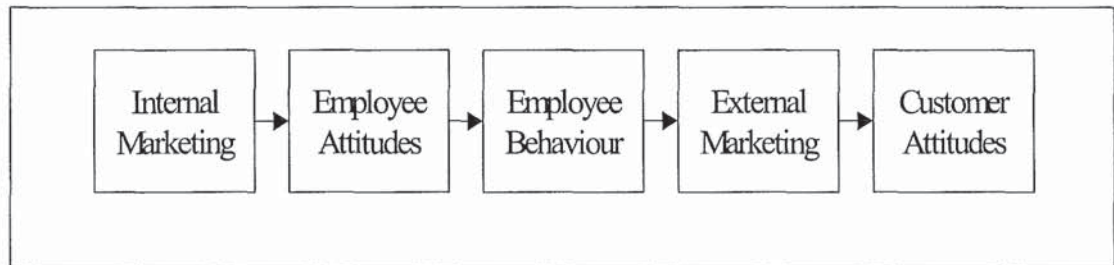 Internal
Marketing
Employee
Attitudes
Employee
Behaviour
External
Marketing
Customer
Attitudes